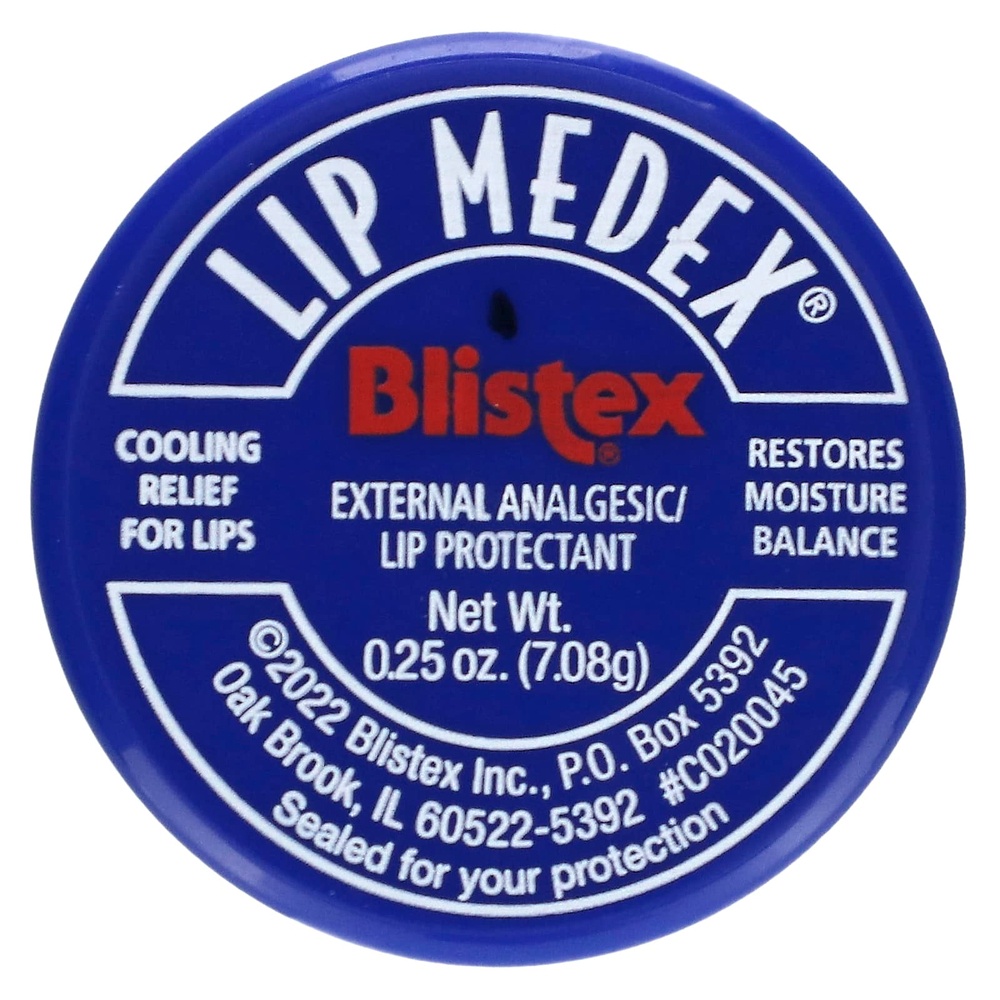 LIP MEDEX®
Blistex®
COOLING
RELIEF
FOR LIPS
EXTERNAL ANALGESIC/
LIP PROTECTANT
RESTORES
MOISTURE
BALANCE
Net Wt.
0.25 oz. (7.08g)
©2022 Blistex Inc., P.O. Box 5392
Oak Brook, IL 60522-5392 #C020045
Sealed for your protection